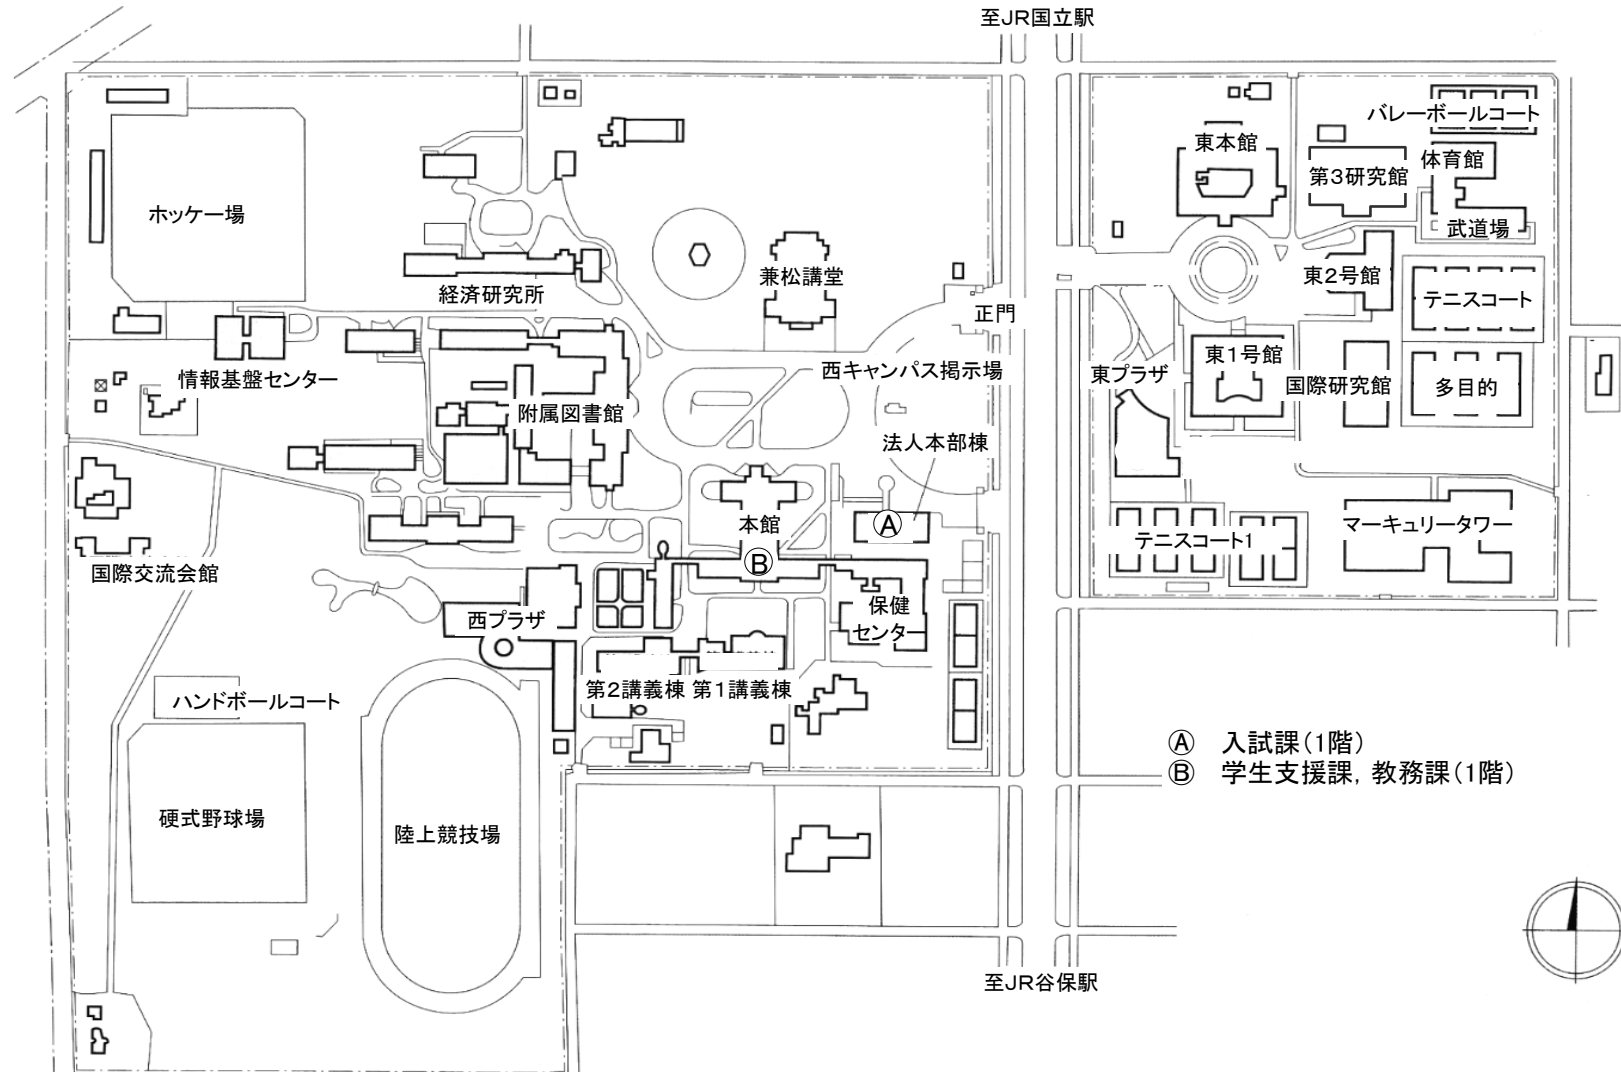 至JR国立駅
バレーボールコート
東本館
体育館
第3研究館
ホッケー場
武道場
兼松講堂
東2号館
経済研究所
テニスコート
正門
東1号館
西キャンパス掲示場
東プラザ
情報基盤センター
国際研究館
多目的
附属図書館
法人本部棟
Ⓐ
本館
マーキュリータワー
テニスコート1
Ⓑ
国際交流会館
保健
センター
西プラザ
第2講義棟
第1講義棟
ハンドボールコート
Ⓐ 入試課(1階)
Ⓑ 学生支援課,教務課(1階)
硬式野球場
陸上競技場
至JR谷保駅